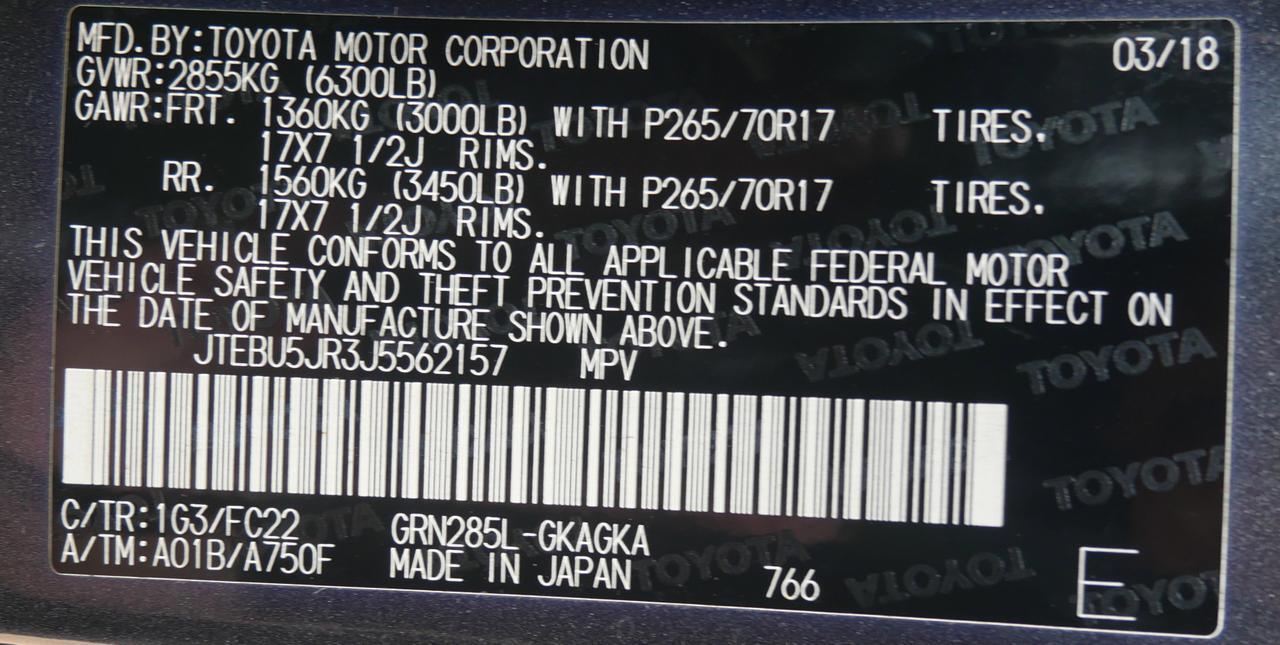 MFD.BY:TOYOTA MOTOR CORPORATION 03/18
GVWR:2855KG (6300LB)
GAWR:FRT. 1360KG (3000LB) WITH P265/70R17 TIRES.
17X7 1/2J RIMS.
RR. 1560KG (3450LB) WITH P265/70R17 TIRES.
17X7 1/2J RIMS.
THIS VEHICLE CONFORMS TO ALL APPLICABLE FEDERAL MOTOR
VEHICLE SAFETY AND THEFT PREVENTION STANDARDS IN EFFECT ON
THE DATE OF MANUFACTURE SHOWN ABOVE.
JTEBU5JR3J5562157 MPV
C/TR:1G3/FC22 GRN285L-GKAGKA
A/TM:A01B/A750F MADE IN JAPAN 766 E